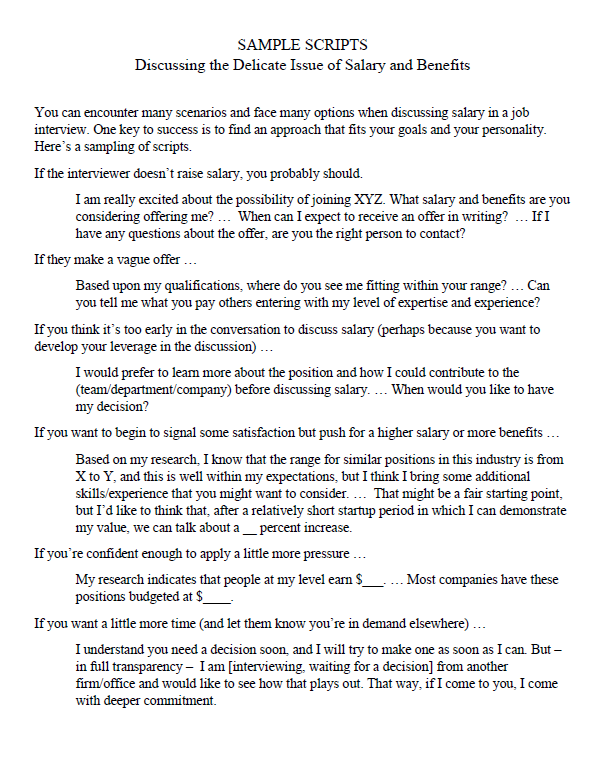 SAMPLE SCRIPTS
Discussing the Delicate Issue of Salary and Benefits
You can encounter many scenarios and face many options when discussing salary in a job
interview. One key to success is to find an approach that fits your goals and your personality.
Here's a sampling of scripts.
If the interviewer doesn't raise salary, you probably should.
I am really excited about the possibility of joining XYZ. What salary and benefits are you
considering offering me? … When can I expect to receive an offer in writing? … If I
have any questions about the offer, are you the right person to contact?
If they make a vague offer …
Based upon my qualifications, where do you see me fitting within your range? … Can
you tell me what you pay others entering with my level of expertise and experience?
If you think it's too early in the conversation to discuss salary (perhaps because you want to
develop your leverage in the discussion) …
I would prefer to learn more about the position and how I could contribute to the
(team/department/company) before discussing salary. … When would you like to have
my decision?
If you want to begin to signal some satisfaction but push for a higher salary or more benefits …
Based on my research, I know that the range for similar positions in this industry is from
X to Y, and this is well within my expectations, but I think I bring some additional
skills/experience that you might want to consider. … That might be a fair starting point,
but I'd like to think that, after a relatively short startup period in which I can demonstrate
my value, we can talk about a __ percent increase.
If you're confident enough to apply a little more pressure …
My research indicates that people at my level earn $___. … Most companies have these
positions budgeted at $____.
If you want a little more time (and let them know you're in demand elsewhere) …
I understand you need a decision soon, and I will try to make one as soon as I can. But –
in full transparency – I am [interviewing, waiting for a decision] from another
firm/office and would like to see how that plays out. That way, if I come to you, I come
with deeper commitment.